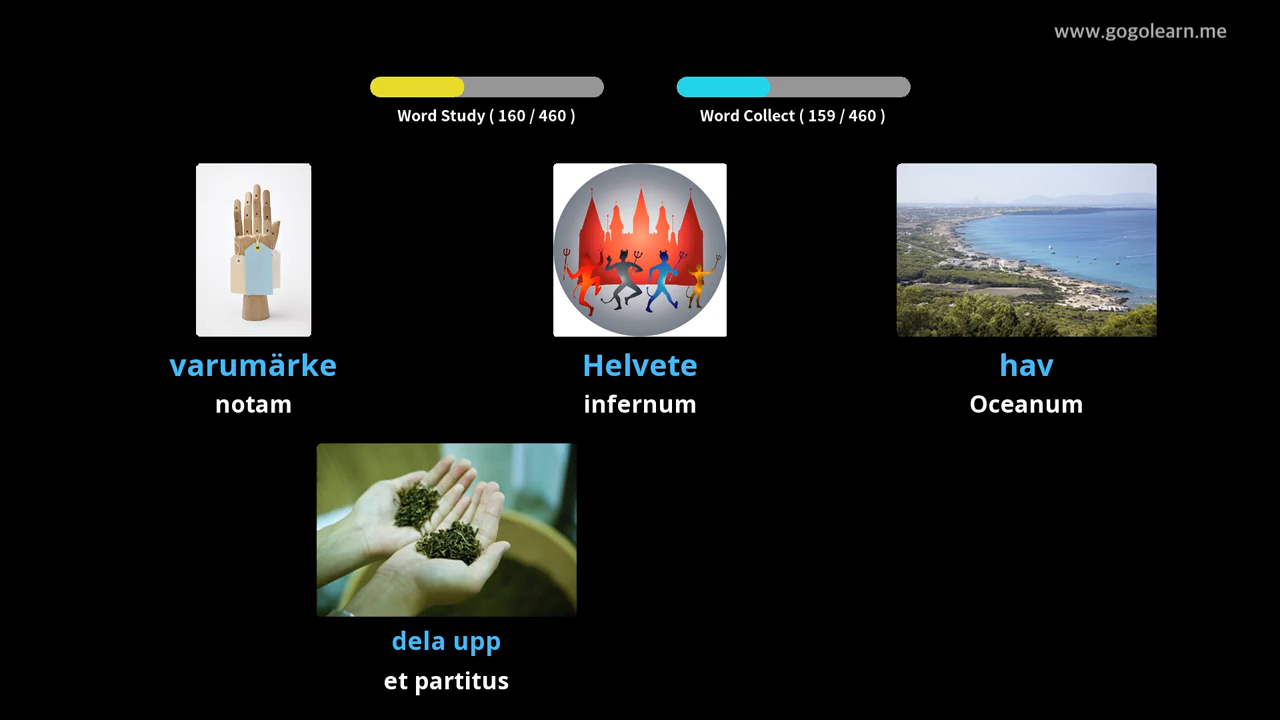 www.gogolearn.me
Word Study ( 160 / 460 )
Word Collect ( 159 / 460 )
varumärke
notam
Helvete
infernum
hav
Oceanum
dela upp
et partitus